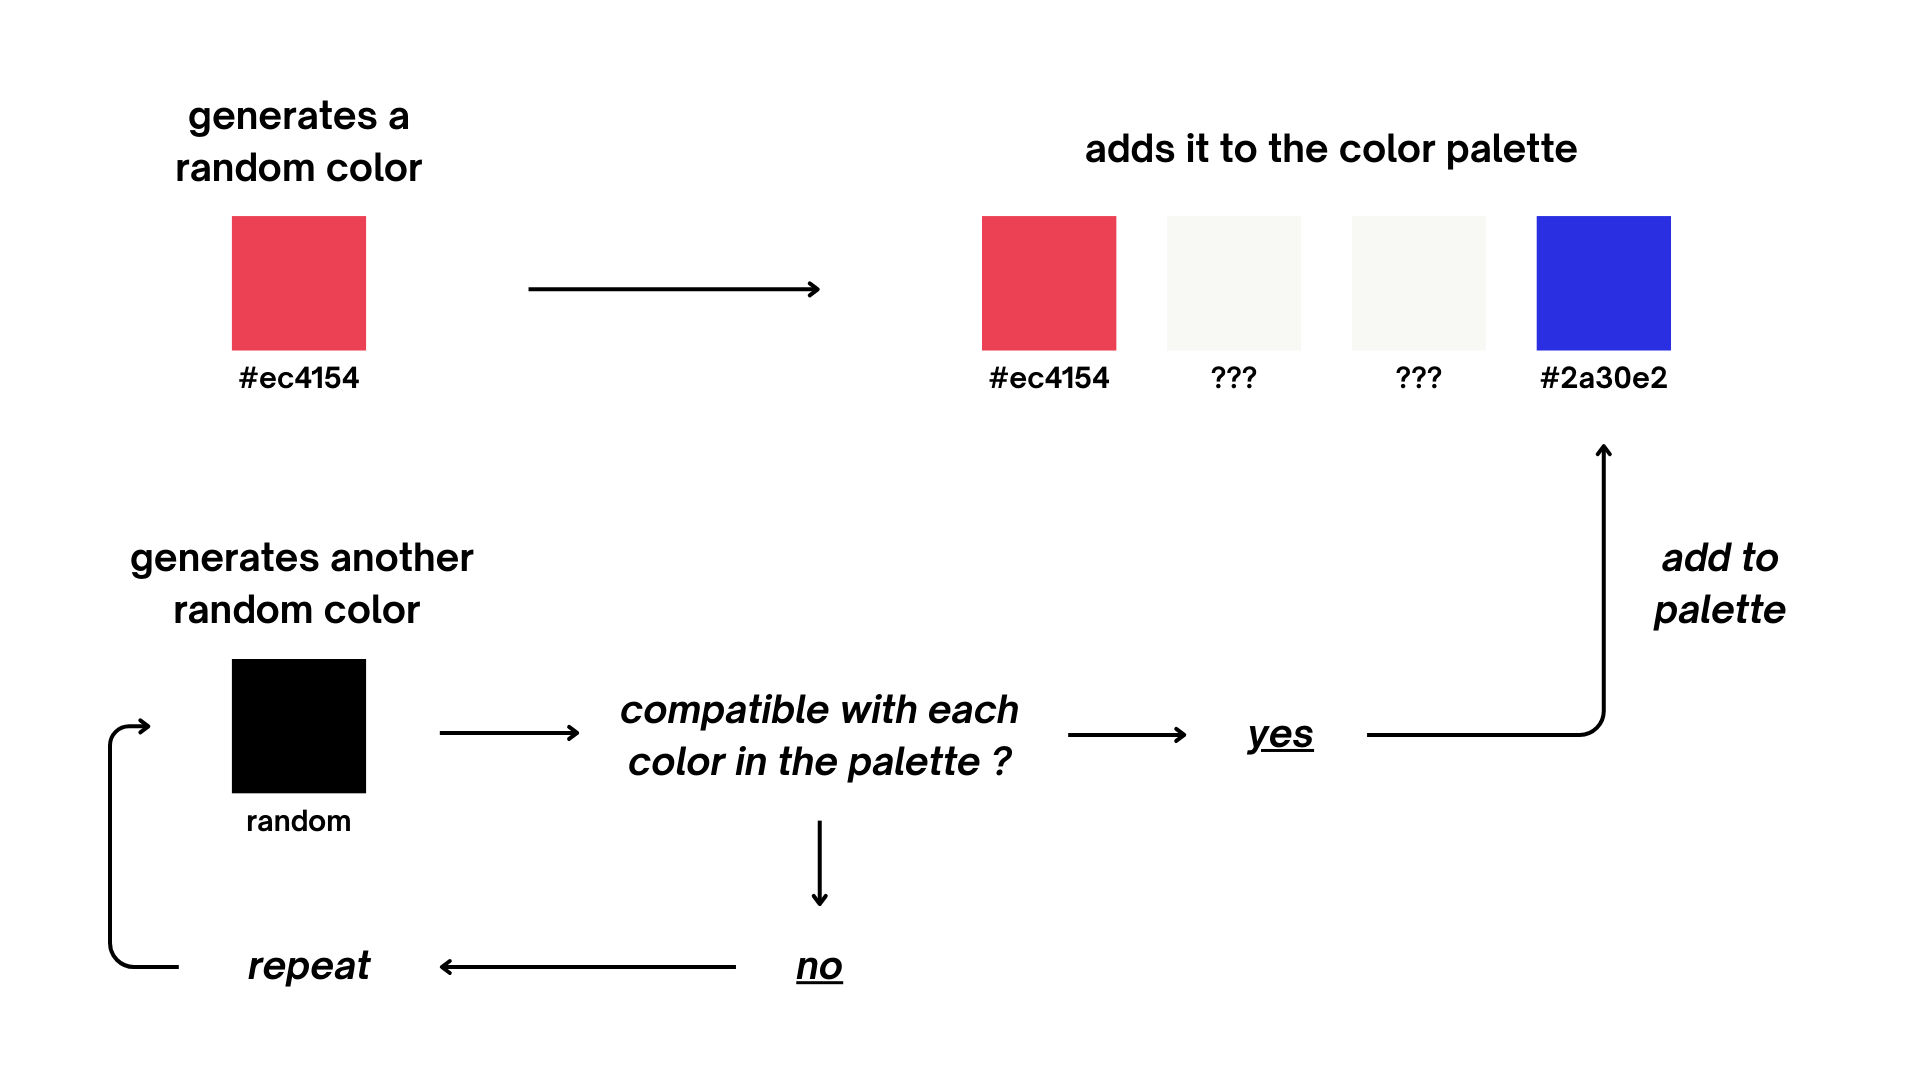 generates a
random color
#ec4154
adds it to the color palette
#ec4154
???
???
#2a30e2
generates another
random color
random
compatible with each
color in the palette ?
yes
add to
palette
no
repeat